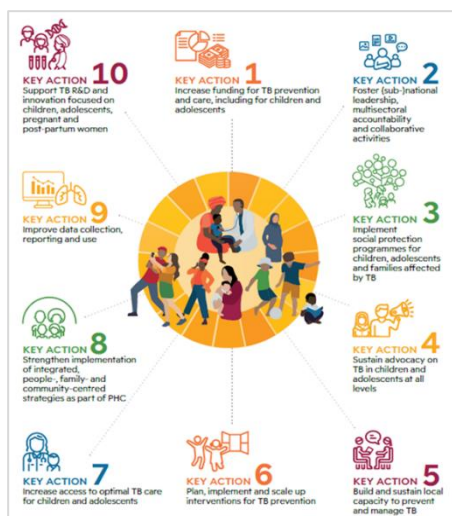 KEY ACTION 1
Increase funding for TB prevention
and care, including for children and
adolescents
KEY ACTION 2
Foster (sub-)national
leadership,
multisectoral
accountability
and collaborative
activities
KEY ACTION 3
Implement
social protection
programmes for
children, adolescents
and families affected
by TB
KEY ACTION 4
Sustain advocacy on
TB in children and
adolescents at all
levels
KEY ACTION 5
Build and sustain local
capacity to prevent
and manage TB
KEY ACTION 6
Plan, implement and scale up
interventions for TB prevention
KEY ACTION 7
Increase access to optimal TB care
for children and adolescents
KEY ACTION 8
Strengthen implementation
of integrated,
people-, family- and
community-centred
strategies as part of PHC
KEY ACTION 9
Improve data collection,
reporting and use
KEY ACTION 10
Support TB R&D and
innovation focused on
children, adolescents,
pregnant and
post-partum women